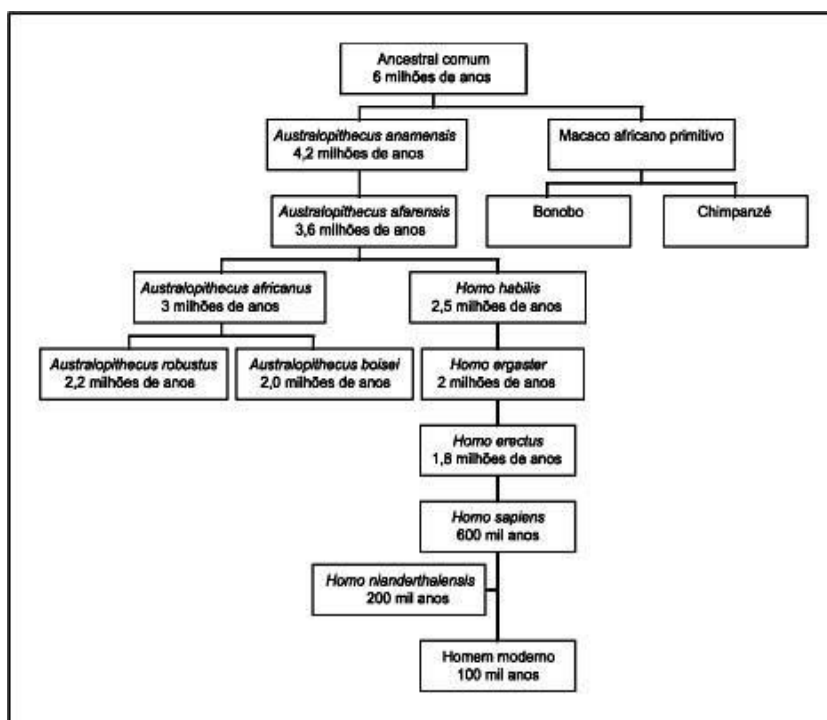 Ancestral comum
6 milhões de anos
Australopithecus anamensis
4,2 milhões de anos
Macaco africano primitivo
Australopithecus afarensis
3,6 milhões de anos
Bonobo
Chimpanzé
Australopithecus africanus
3 milhões de anos
Homo habilis
2,5 milhões de anos
Australopithecus robustus
2,2 milhões de anos
Australopithecus boisei
2,0 milhões de anos
Homo ergaster
2 milhões de anos
Homo erectus
1,8 milhões de anos
Homo sapiens
600 mil anos
Homo nianderthalensis
200 mil anos
Homem moderno
100 mil anos